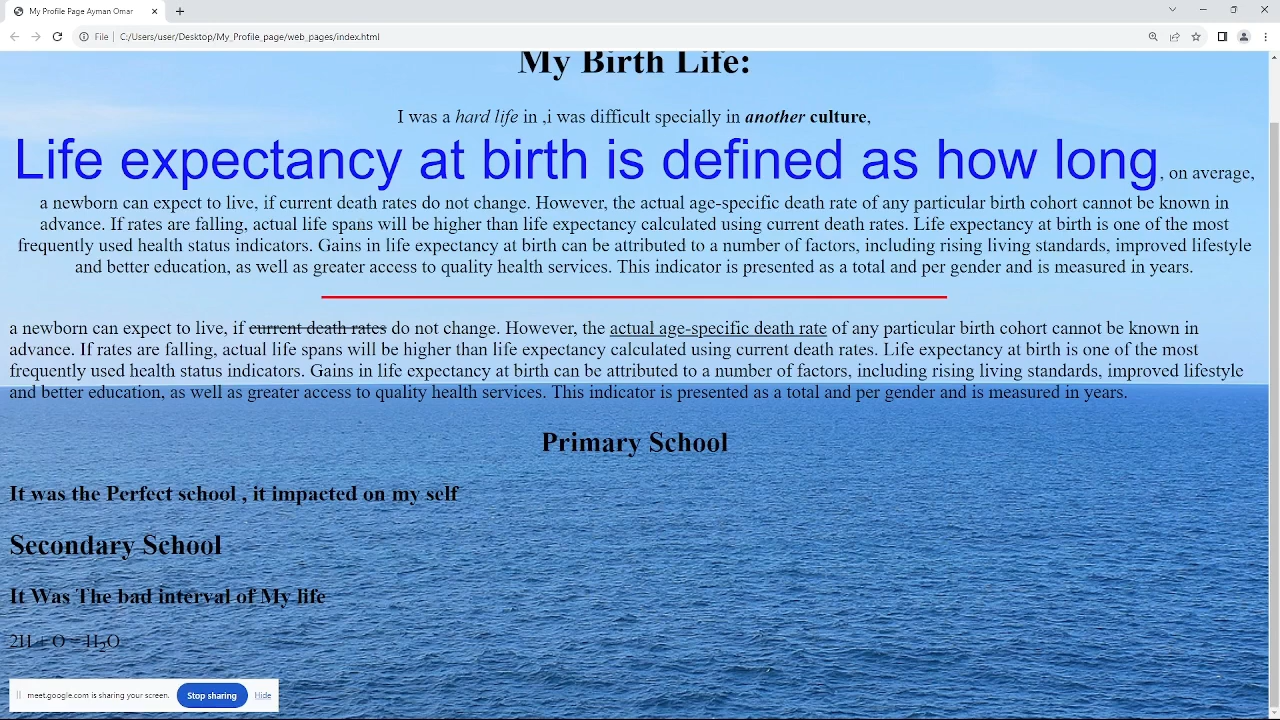 My Profile Page Ayman Omar
File | C:/Users/user/Desktop/My_Profile_page/web_pages/index.html
My Birth Life:
I was a hard life in ,i was difficult specially in another culture,
Life expectancy at birth is defined as how long, on average,
a newborn can expect to live, if current death rates do not change. However, the actual age-specific death rate of any particular birth cohort cannot be known in
advance. If rates are falling, actual life spans will be higher than life expectancy calculated using current death rates. Life expectancy at birth is one of the most
frequently used health status indicators. Gains in life expectancy at birth can be attributed to a number of factors, including rising living standards, improved lifestyle
and better education, as well as greater access to quality health services. This indicator is presented as a total and per gender and is measured in years.
a newborn can expect to live, if current death rates do not change. However, the actual age-specific death rate of any particular birth cohort cannot be known in
advance. If rates are falling, actual life spans will be higher than life expectancy calculated using current death rates. Life expectancy at birth is one of the most
frequently used health status indicators. Gains in life expectancy at birth can be attributed to a number of factors, including rising living standards, improved lifestyle
and better education, as well as greater access to quality health services. This indicator is presented as a total and per gender and is measured in years.
Primary School
It was the Perfect school , it impacted on my self
Secondary School
It Was The bad interval of My life
2H + O = H₂O
meet.google.com is sharing your screen. Stop sharing Hide